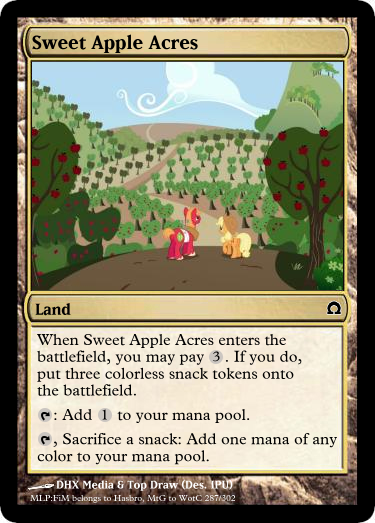 Sweet Apple Acres
Land
When Sweet Apple Acres enters the
battlefield, you may pay 3. If you do,
put three colorless snack tokens onto
the battlefield.
: Add 1 to your mana pool.
, Sacrifice a snack: Add one mana of any
color to your mana pool.
DHX Media & Top Draw (Des. IPU)
MLP:FiM belongs to Hasbro, MtG to WotC 287/302